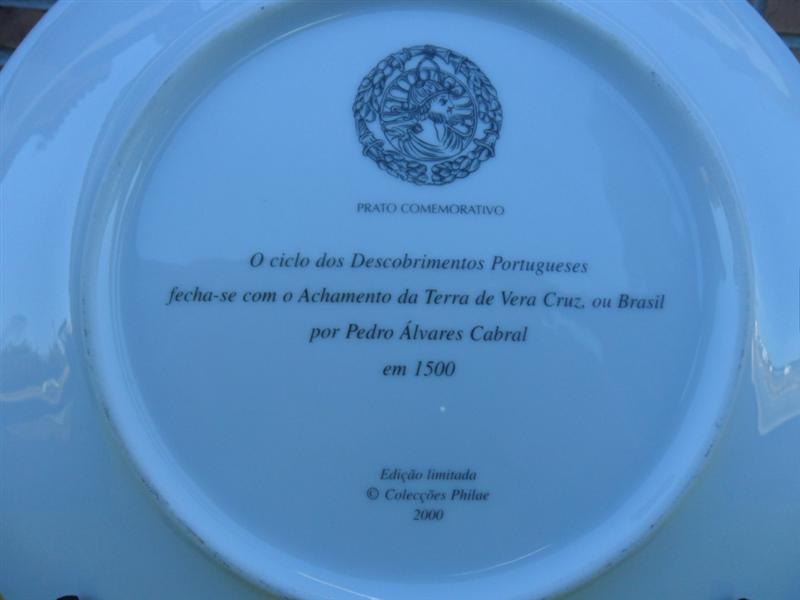 PRATO COMEMORATIVO
O ciclo dos Descobrimentos Portugueses
fecha-se com o Achamento da Terra de Vera Cruz, ou Brasil
por Pedro Álvares Cabral
em 1500
Edição limitada
© Colecções Philae
2000